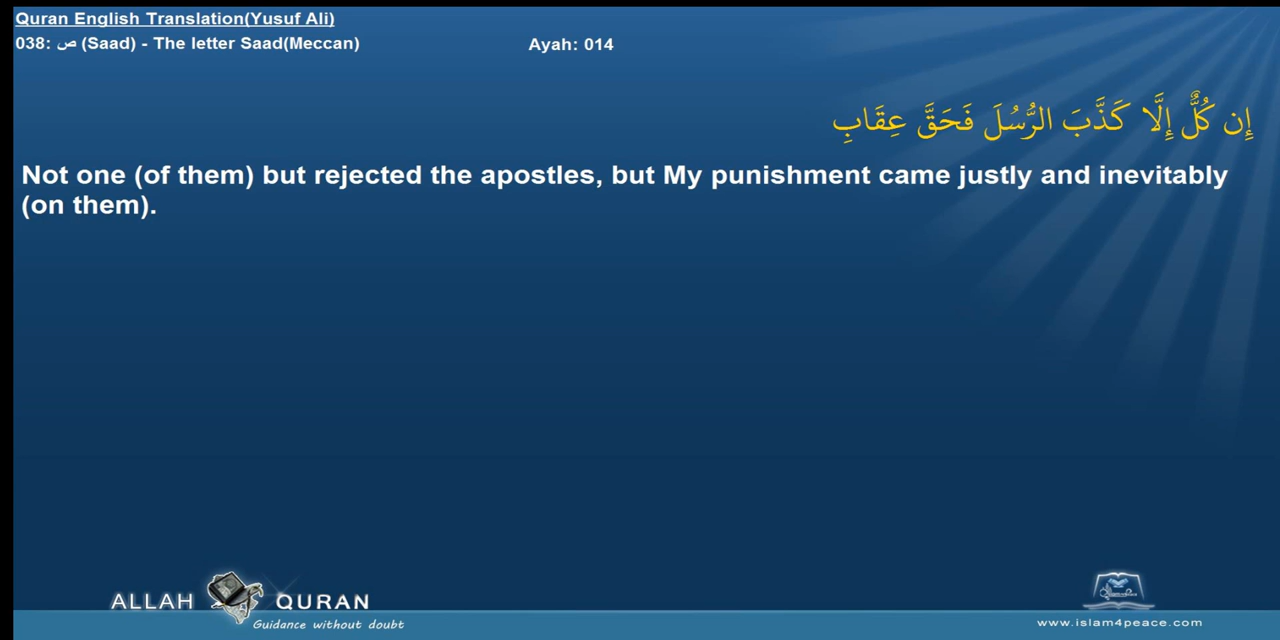 Quran English Translation(Yusuf Ali)
038: ص (Saad) - The letter Saad(Meccan) Ayah: 014
إِن كُلٌّ إِلَّا كَذَّبَ الرُّسُلَ فَحَقَّ عِقَابِ
Not one (of them) but rejected the apostles, but My punishment came justly and inevitably
(on them).
ALLAH QURAN
Guidance without doubt
www.islam4peace.com